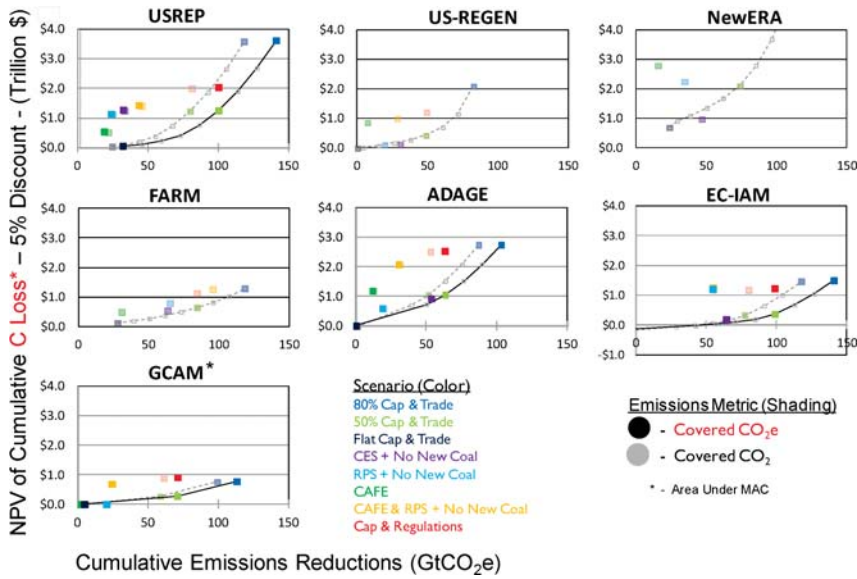 NPV of Cumulative C Loss* – 5% Discount - (Trillion $)
USREP
US-REGEN
NewERA
$4.0
$3.0
$2.0
$1.0
$0.0
0 50 100 150
$4.0
$3.0
$2.0
$1.0
$0.0
0 50 100 150
$4.0
$3.0
$2.0
$1.0
$0.0
0 50 100 150
FARM
ADAGE
EC-IAM
$4.0
$3.0
$2.0
$1.0
$0.0
0 50 100 150
$4.0
$3.0
$2.0
$1.0
$0.0
0 50 100 150
$4.0
$3.0
$2.0
$1.0
$0.0
-$1.0
0 50 100 150
GCAM*
$4.0
$3.0
$2.0
$1.0
$0.0
0 50 100 150
Scenario (Color)
80% Cap & Trade
50% Cap & Trade
Flat Cap & Trade
CES + No New Coal
RPS + No New Coal
CAFE
CAFE & RPS + No New Coal
Cap & Regulations
Emissions Metric (Shading)
- Covered CO₂e
- Covered CO₂
* - Area Under MAC
Cumulative Emissions Reductions (GtCO₂e)